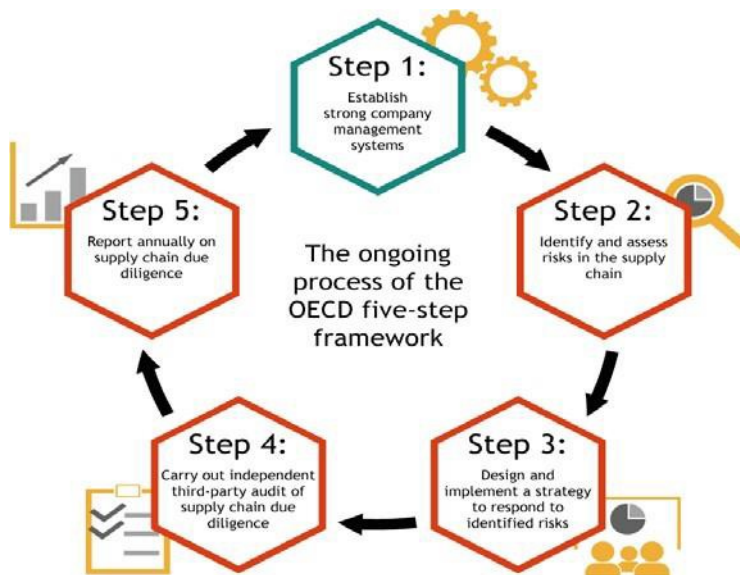 Step 1:
Establish
strong company
management
systems
Step 2:
Identify and assess
risks in the supply
chain
Step 3:
Design and
implement a strategy
to respond to
identified risks
Step 4:
Carry out independent
third-party audit of
supply chain due
diligence
Step 5:
Report annually on
supply chain due
diligence
The ongoing
process of the
OECD five-step
framework